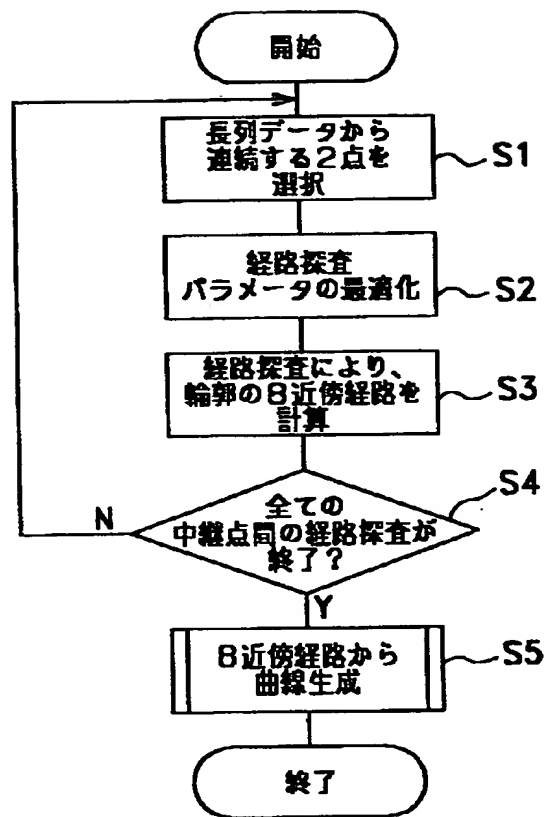 開始
長列データから
連続する2点を
選択
S1
経路探査
パラメータの最適化
S2
経路探査により、
輪郭の8近傍経路を
計算
S3
全ての
中継点間の経路探査が
終了?
S4
N
Y
8近傍経路から
曲線生成
S5
終了